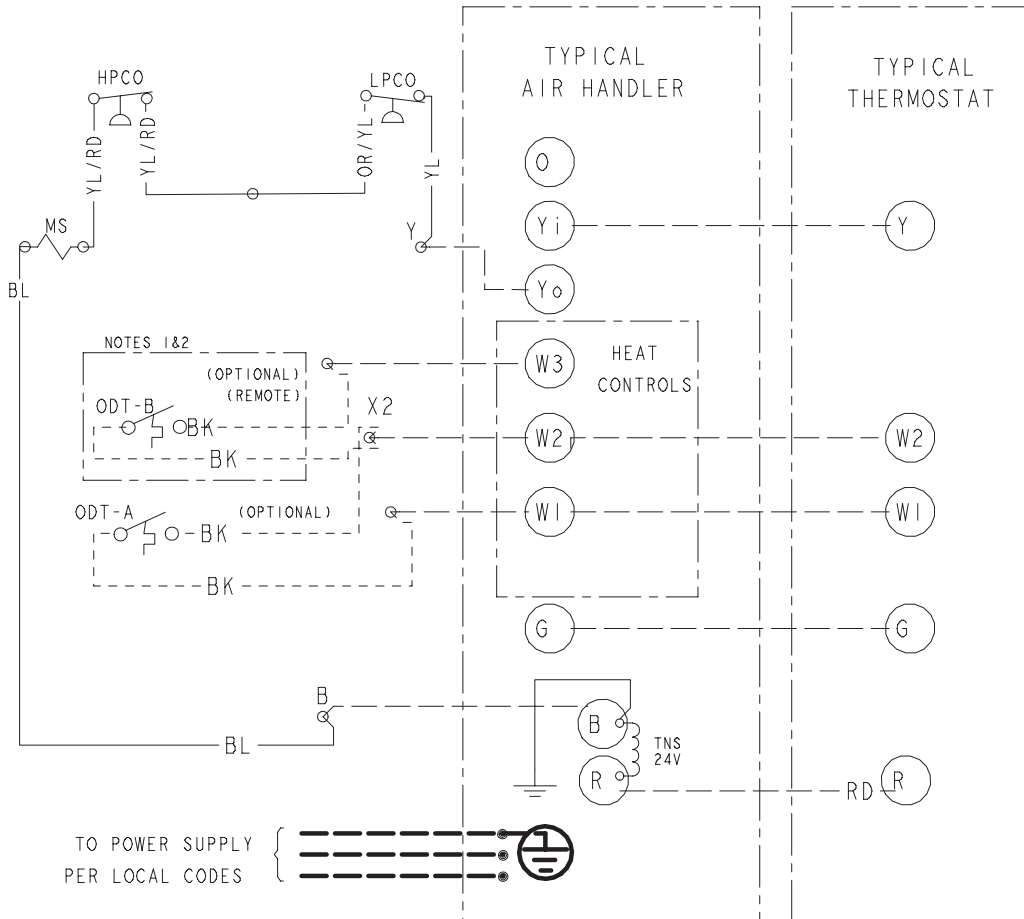 TYPICAL
AIR HANDLER
TYPICAL
THERMOSTAT
HPCO
LPCO
YL/RD
YL/RD
OR/YL
YL
O
MS
Y
Yi
Y
BL
Yo
NOTES 1&2
W3
HEAT
CONTROLS
(OPTIONAL)
(REMOTE)
ODT-B
BK
X2
W2
W2
BK
ODT-A
(OPTIONAL)
W1
W1
BK
BK
G
G
B
B
BL
TNS
24V
R
RD
R
TO POWER SUPPLY
PER LOCAL CODES